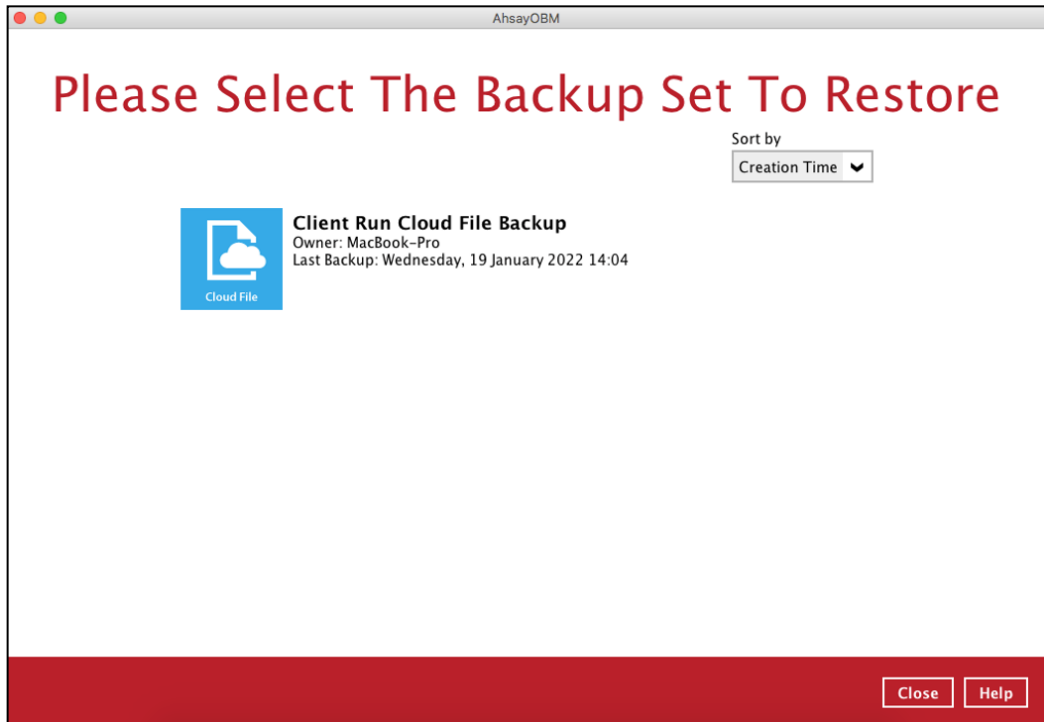 AhsayOBM
Please Select The Backup Set To Restore
Sort by
Creation Time
Client Run Cloud File Backup
Owner: MacBook-Pro
Last Backup: Wednesday, 19 January 2022 14:04
Cloud File
Close Help